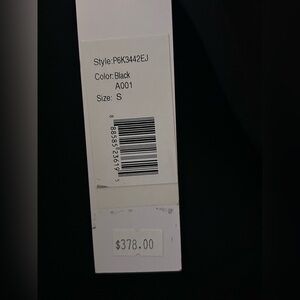 Style:P6K3442EJ
Color:Black
A001
Size: S
$378.00